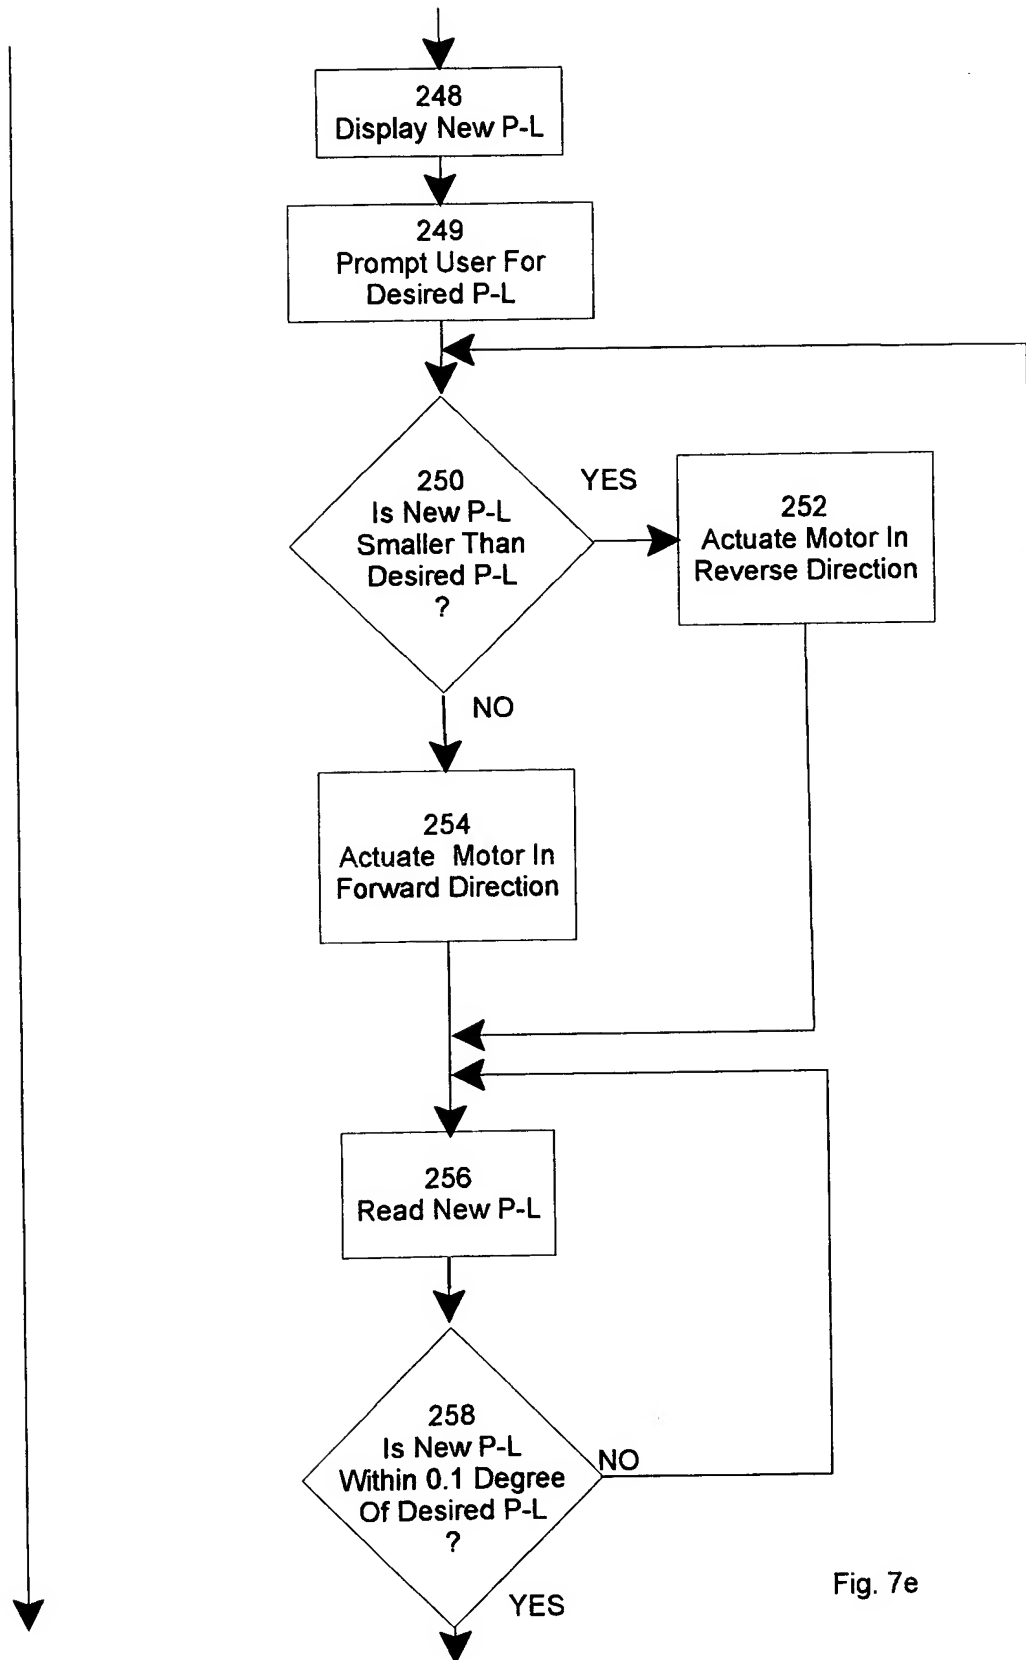 248
Display New P-L
249
Prompt User For
Desired P-L
250
Is New P-L
Smaller Than
Desired P-L
?
YES
252
Actuate Motor In
Reverse Direction
NO
254
Actuate Motor In
Forward Direction
256
Read New P-L
258
Is New P-L
Within 0.1 Degree
Of Desired P-L
?
NO
YES
Fig. 7e